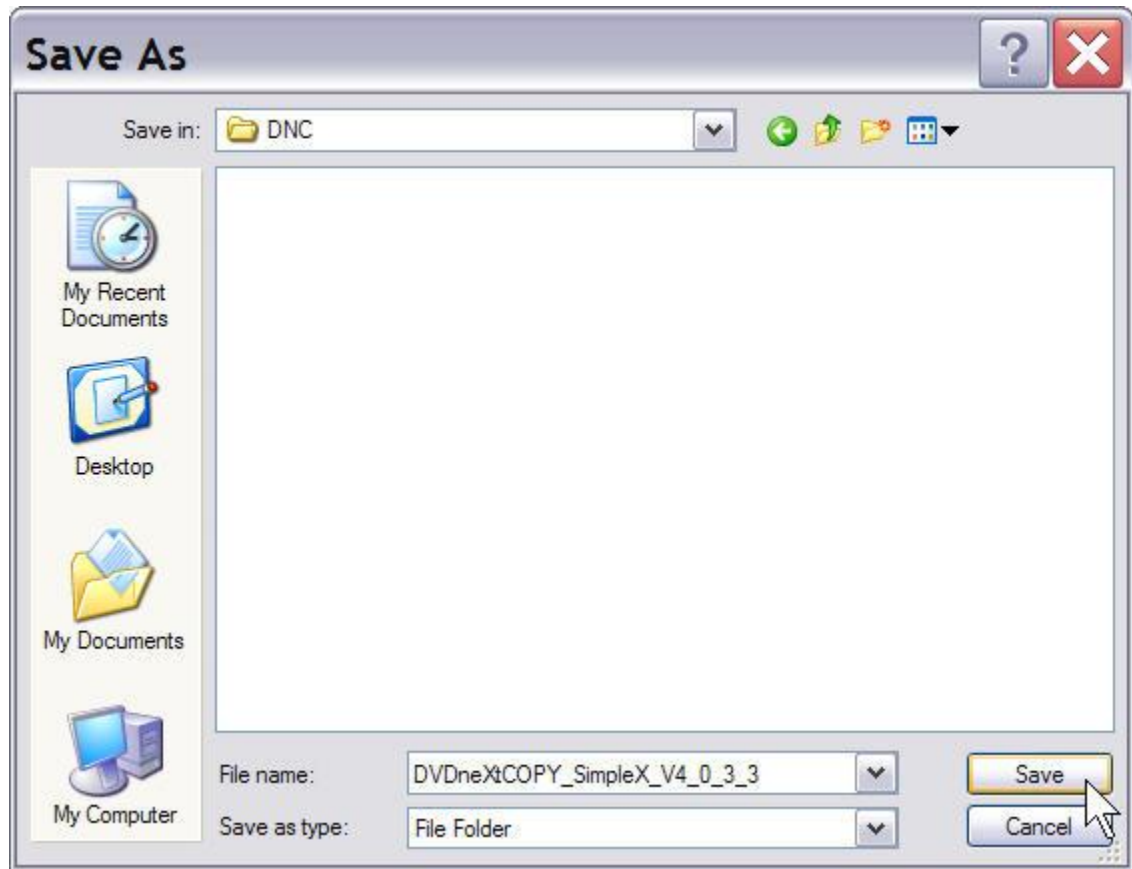 Save As
?
Save in:
DNC
My Recent
Documents
Desktop
My Documents
My Computer
File name:
DVDneXtCOPY_SimpleX_V4_0_3_3
Save
Save as type:
File Folder
Cancel